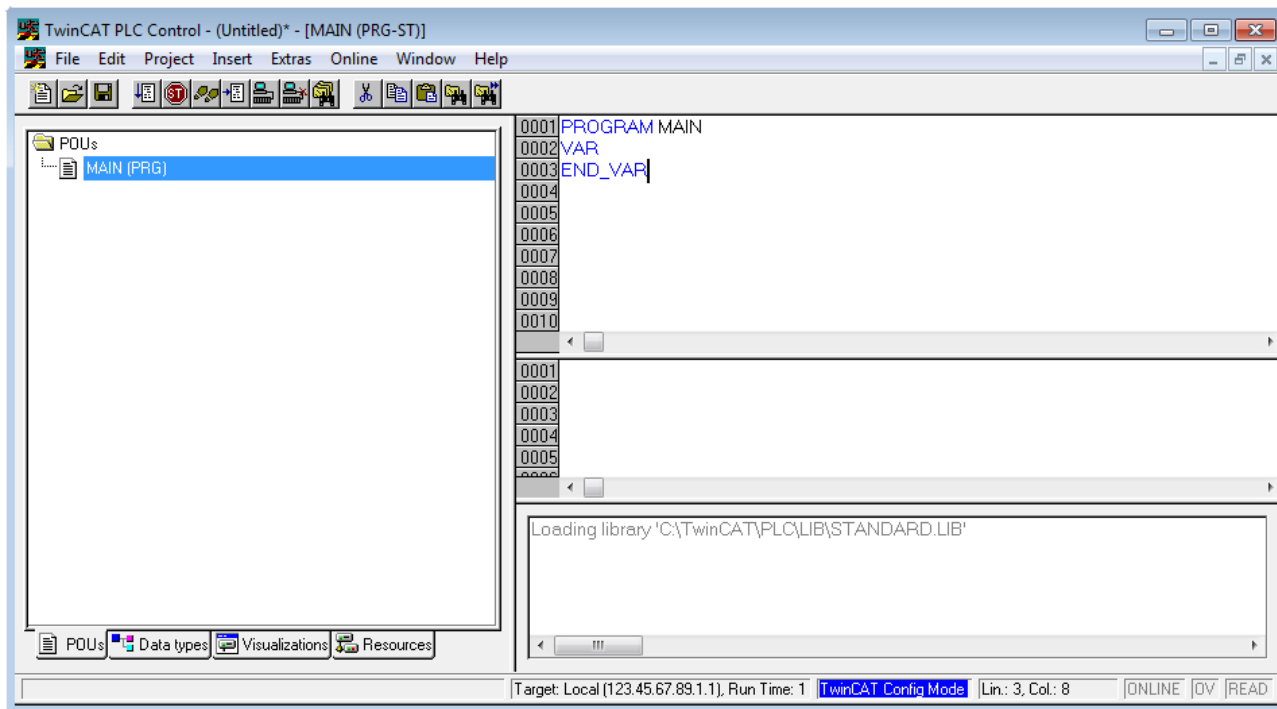 TwinCAT PLC Control - (Untitled)* - [MAIN (PRG-ST)]
File Edit Project Insert Extras Online Window Help
POUs
MAIN (PRG)
0001 PROGRAM MAIN
0002 VAR
0003 END_VAR
0004
0005
0006
0007
0008
0009
0010
0001
0002
0003
0004
0005
Loading library 'C:\TwinCAT\PLC\LIB\STANDARD.LIB'
POUs Data types Visualizations Resources
Target: Local (123.45.67.89.1.1), Run Time: 1 TwinCAT Config Mode Lin.: 3, Col.: 8 ONLINE OV READ